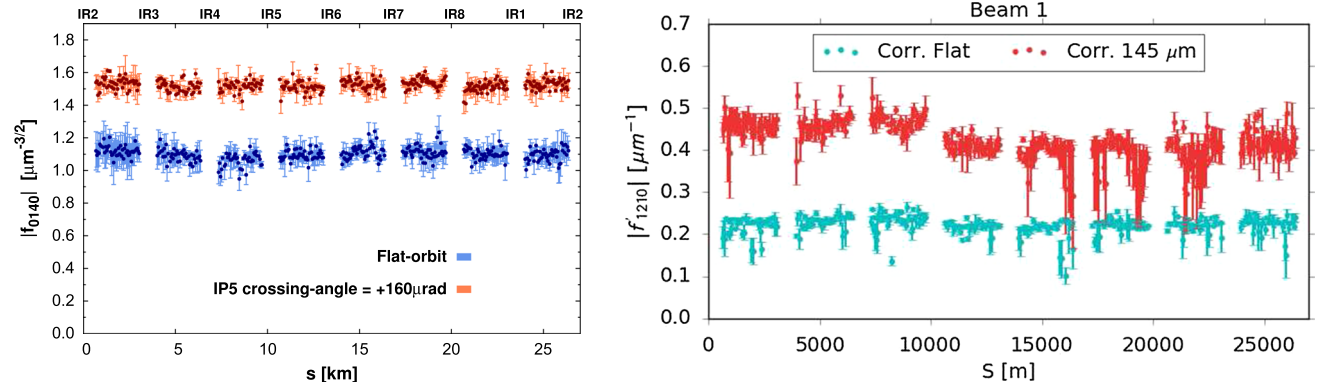 IR2 IR3 IR4 IR5 IR6 IR7 IR8 IR1 IR2
1.8
1.6
1.4
1.2
1.0
0.8
0.6
0.4
0.2
0.0
|f0140| [μm-3/2]
Flat-orbit
IP5 crossing-angle = +160μrad
0 5 10 15 20 25
s [km]
Beam 1
0.7
0.6
0.5
0.4
0.3
0.2
0.1
0.0
|f'1210| [μm−1]
Corr. Flat Corr. 145 μm
0 5000 10000 15000 20000 25000
S [m]